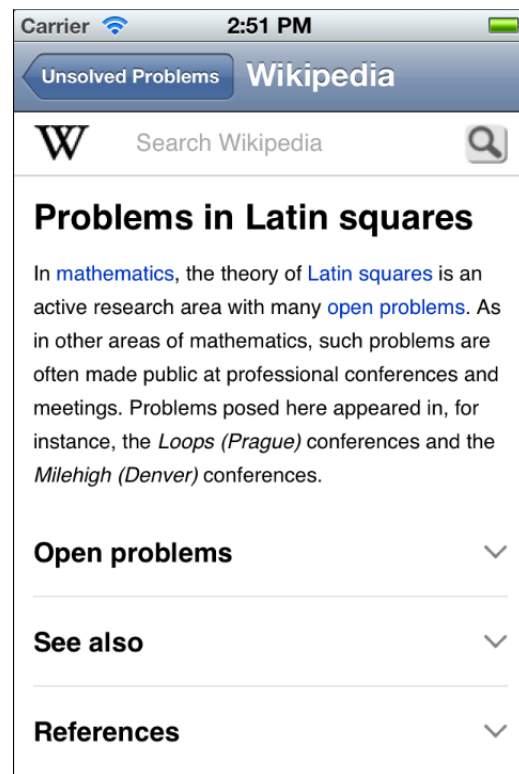 Carrier 2:51 PM
Unsolved Problems Wikipedia
W Search Wikipedia
Problems in Latin squares
In mathematics, the theory of Latin squares is an
active research area with many open problems. As
in other areas of mathematics, such problems are
often made public at professional conferences and
meetings. Problems posed here appeared in, for
instance, the Loops (Prague) conferences and the
Milehigh (Denver) conferences.
Open problems
See also
References